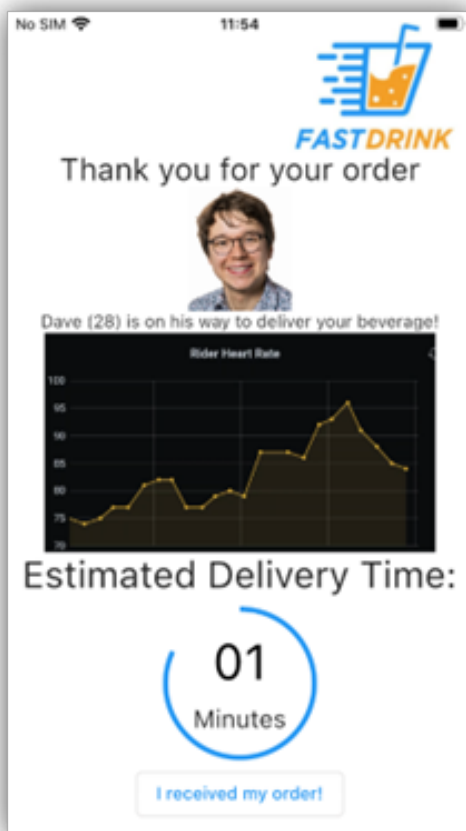 No SIM 11:54
FASTDRINK
Thank you for your order
Dave (28) is on his way to deliver your beverage!
Rider Heart Rate
100
95
90
85
80
75
70
Estimated Delivery Time:
01
Minutes
I received my order!